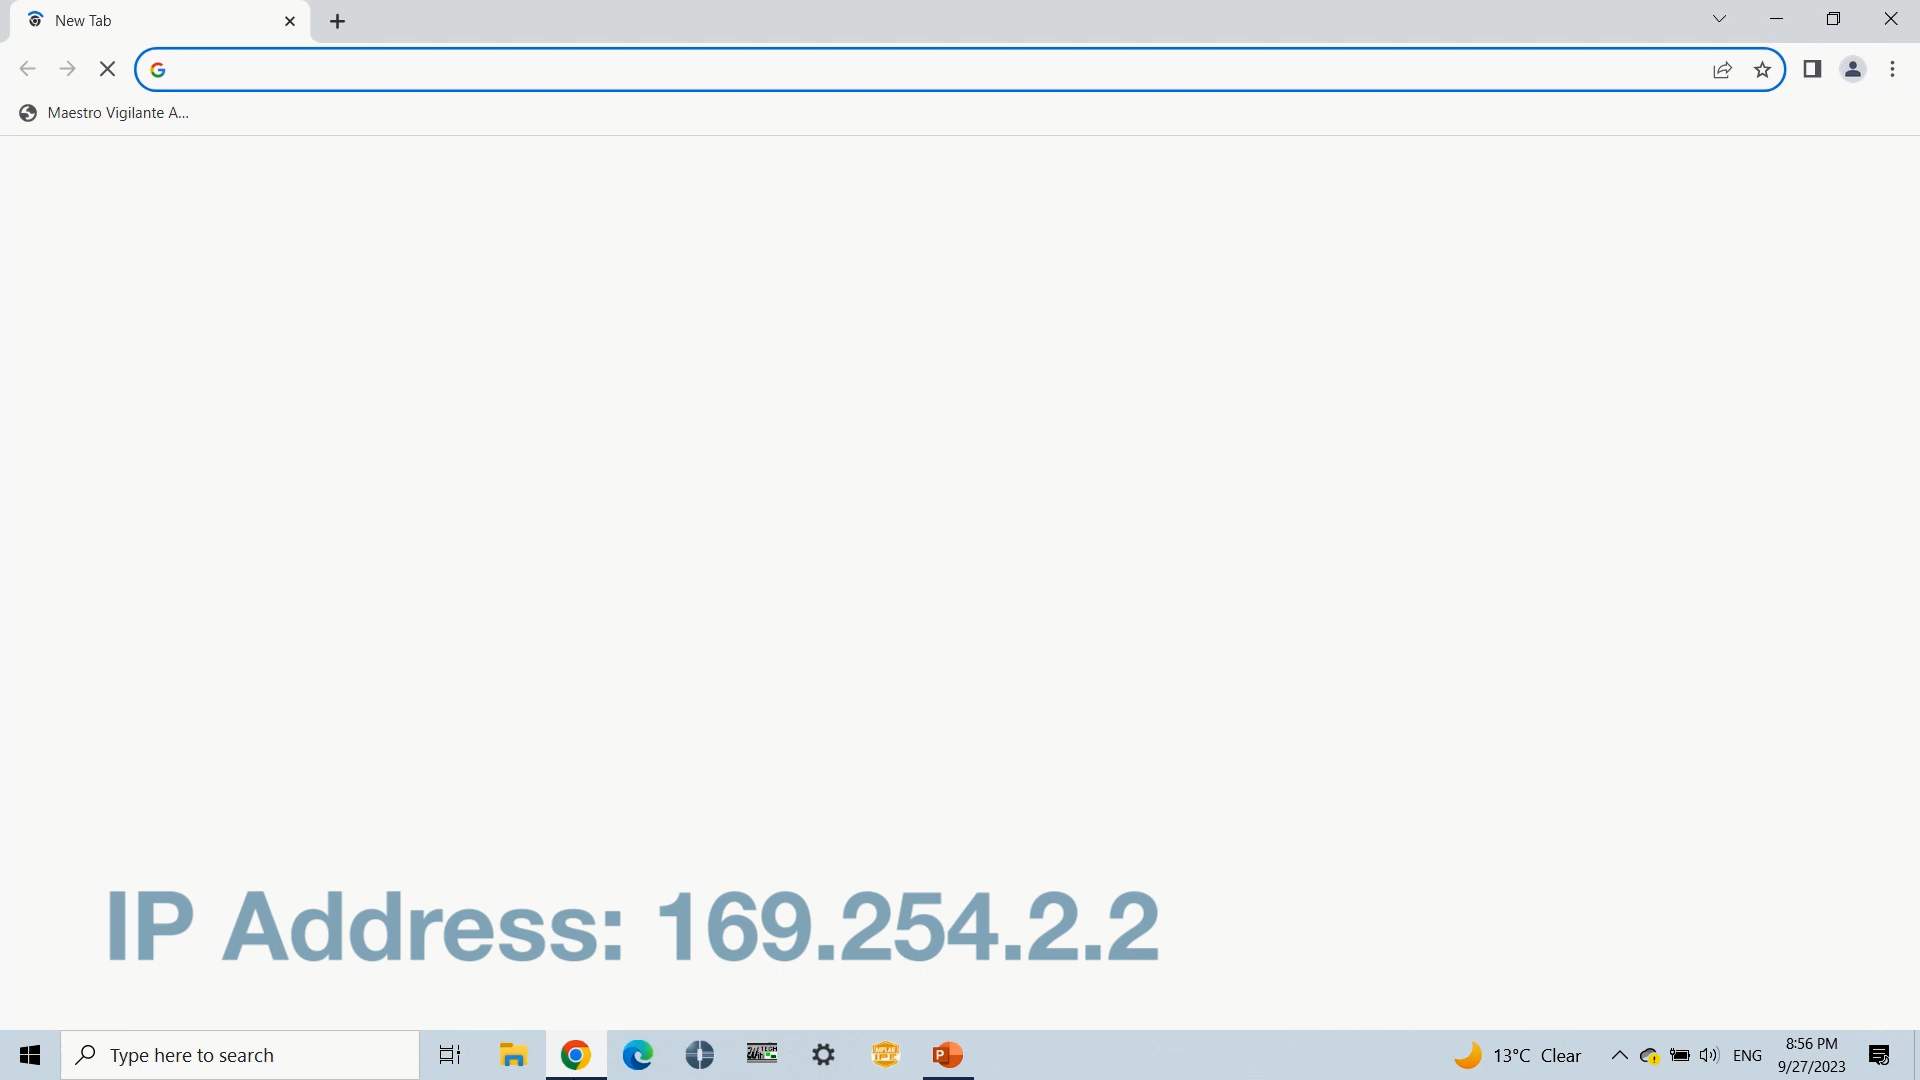 New Tab
Maestro Vigilante A...
IP Address: 169.254.2.2
Type here to search
13°C Clear
ENG
8:56 PM
9/27/2023